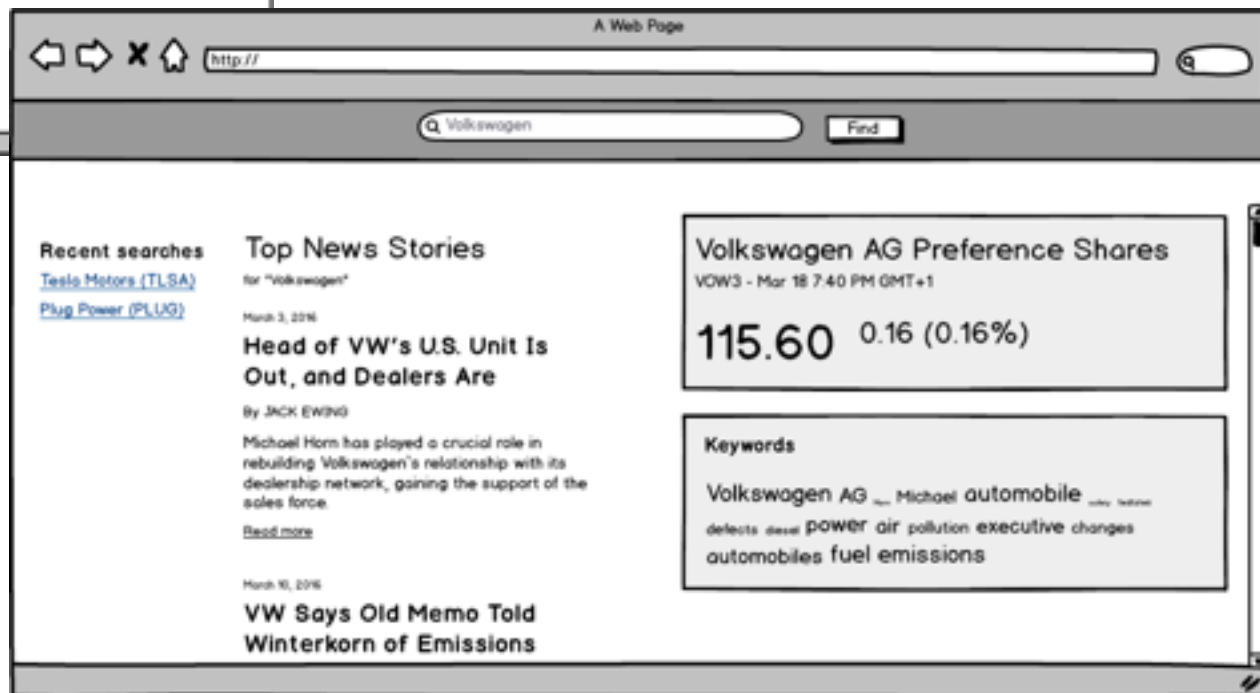 A Web Page
http://
Volkswagen
Find
Recent searches
Tesla Motors (TLSA)
Plug Power (PLUG)
Top News Stories
for "Volkswagen"
March 3, 2016
Head of VW's U.S. Unit Is
Out, and Dealers Are
By JACK EWING
Michael Horn has played a crucial role in
rebuilding Volkswagen's relationship with its
dealership network, gaining the support of the
sales force.
Read more
March 10, 2016
VW Says Old Memo Told
Winterkorn of Emissions
Volkswagen AG Preference Shares
VOW3 - Mar 18 7:40 PM GMT+1
115.60 0.16 (0.16%)
Keywords
Volkswagen AG Michael automobile
defects diesel power air pollution executive changes
automobiles fuel emissions